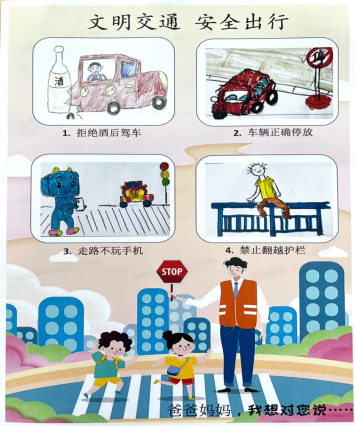 文明交通 安全出行
酒
1. 拒绝酒后驾车
2. 车辆正确停放
3. 走路不玩手机
4. 禁止翻越护栏
STOP
爸爸妈妈，我想对您说……